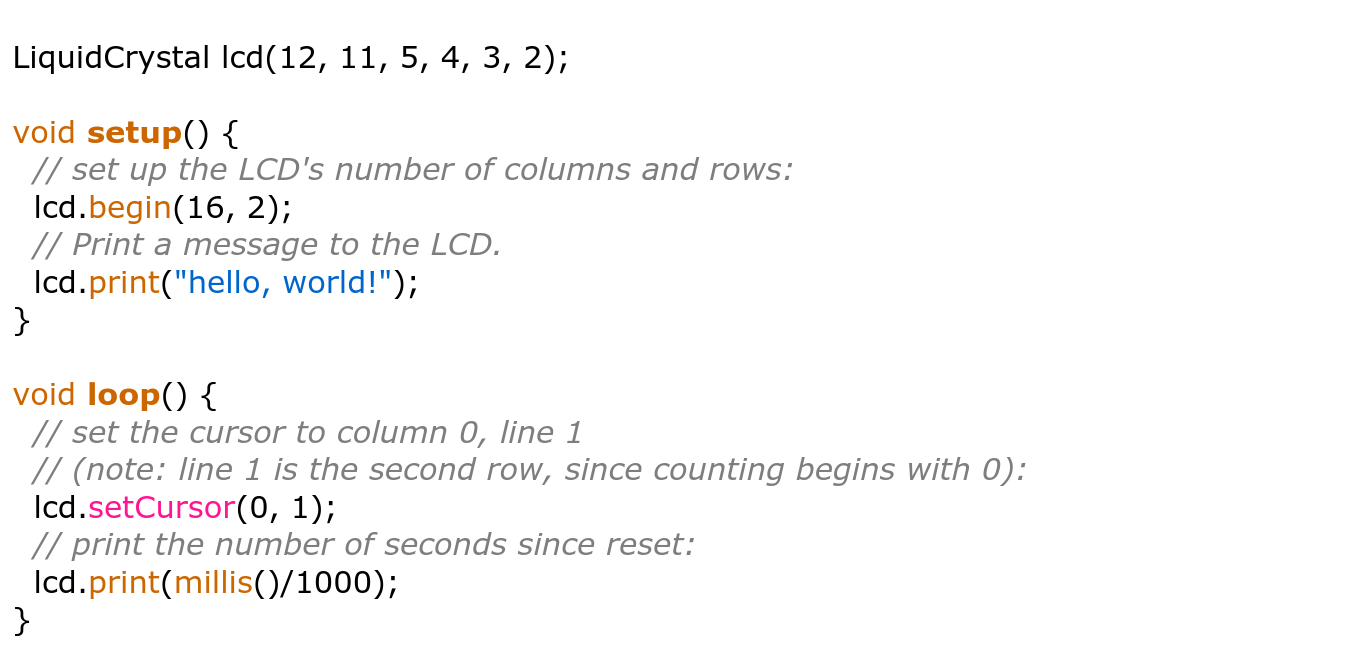 LiquidCrystal lcd(12, 11, 5, 4, 3, 2);

void setup() {
  // set up the LCD's number of columns and rows:
  lcd.begin(16, 2);
  // Print a message to the LCD.
  lcd.print("hello, world!");
}

void loop() {
  // set the cursor to column 0, line 1
  // (note: line 1 is the second row, since counting begins with 0):
  lcd.setCursor(0, 1);
  // print the number of seconds since reset:
  lcd.print(millis()/1000);
}